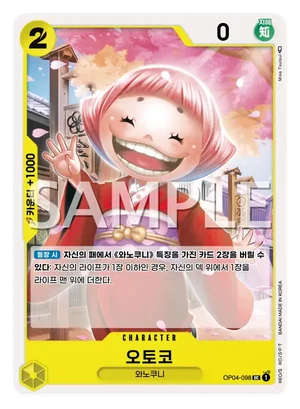 2
0
지혜
知
Misa Tsutsui
카운터 +1000
SAMPLE
등장 시 자신의 패에서 《와노쿠니》 특징을 가진 카드 2장을 버릴 수
있다: 자신의 라이프가 1장 이하인 경우, 자신의 덱 위에서 1장을
라이프 맨 위에 더한다.
CHARACTER
오토코
와노쿠니
OP04-098 UC 1